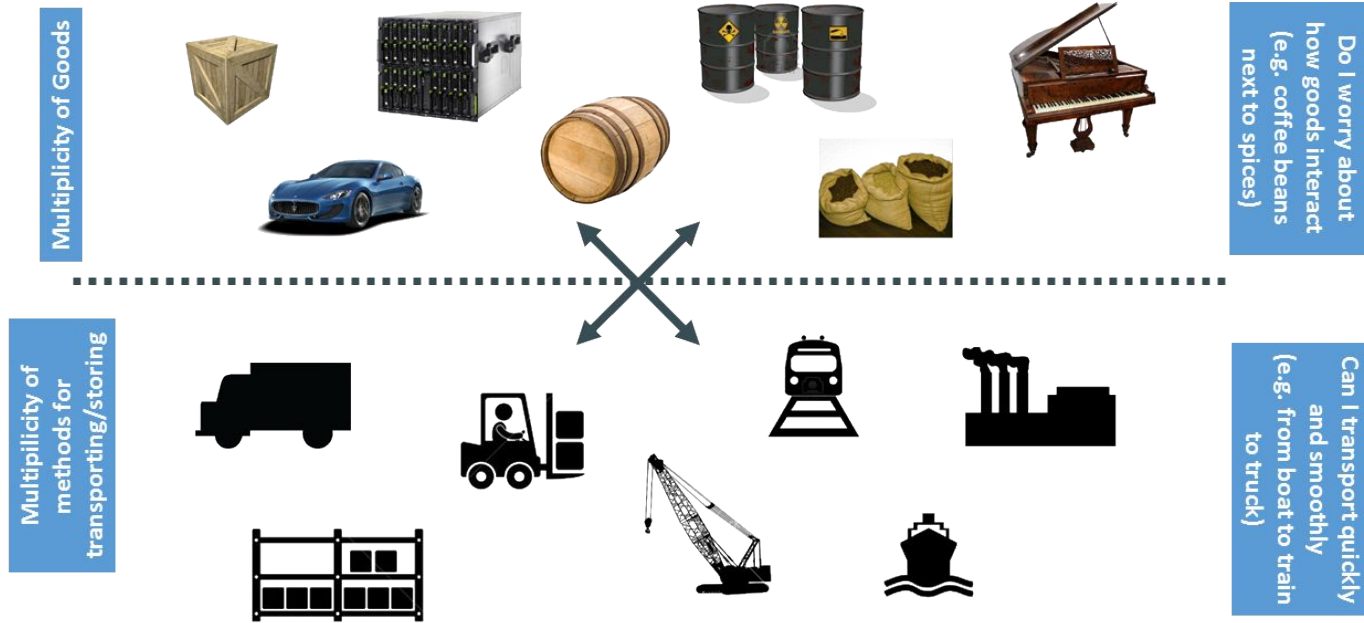 Multiplicity of Goods
Do I worry about
how goods interact
(e.g. coffee beans
next to spices)
Multipilicity of
methods for
transporting/storing
Can I transport quickly
and smoothly
(e.g. from boat to train
to truck)